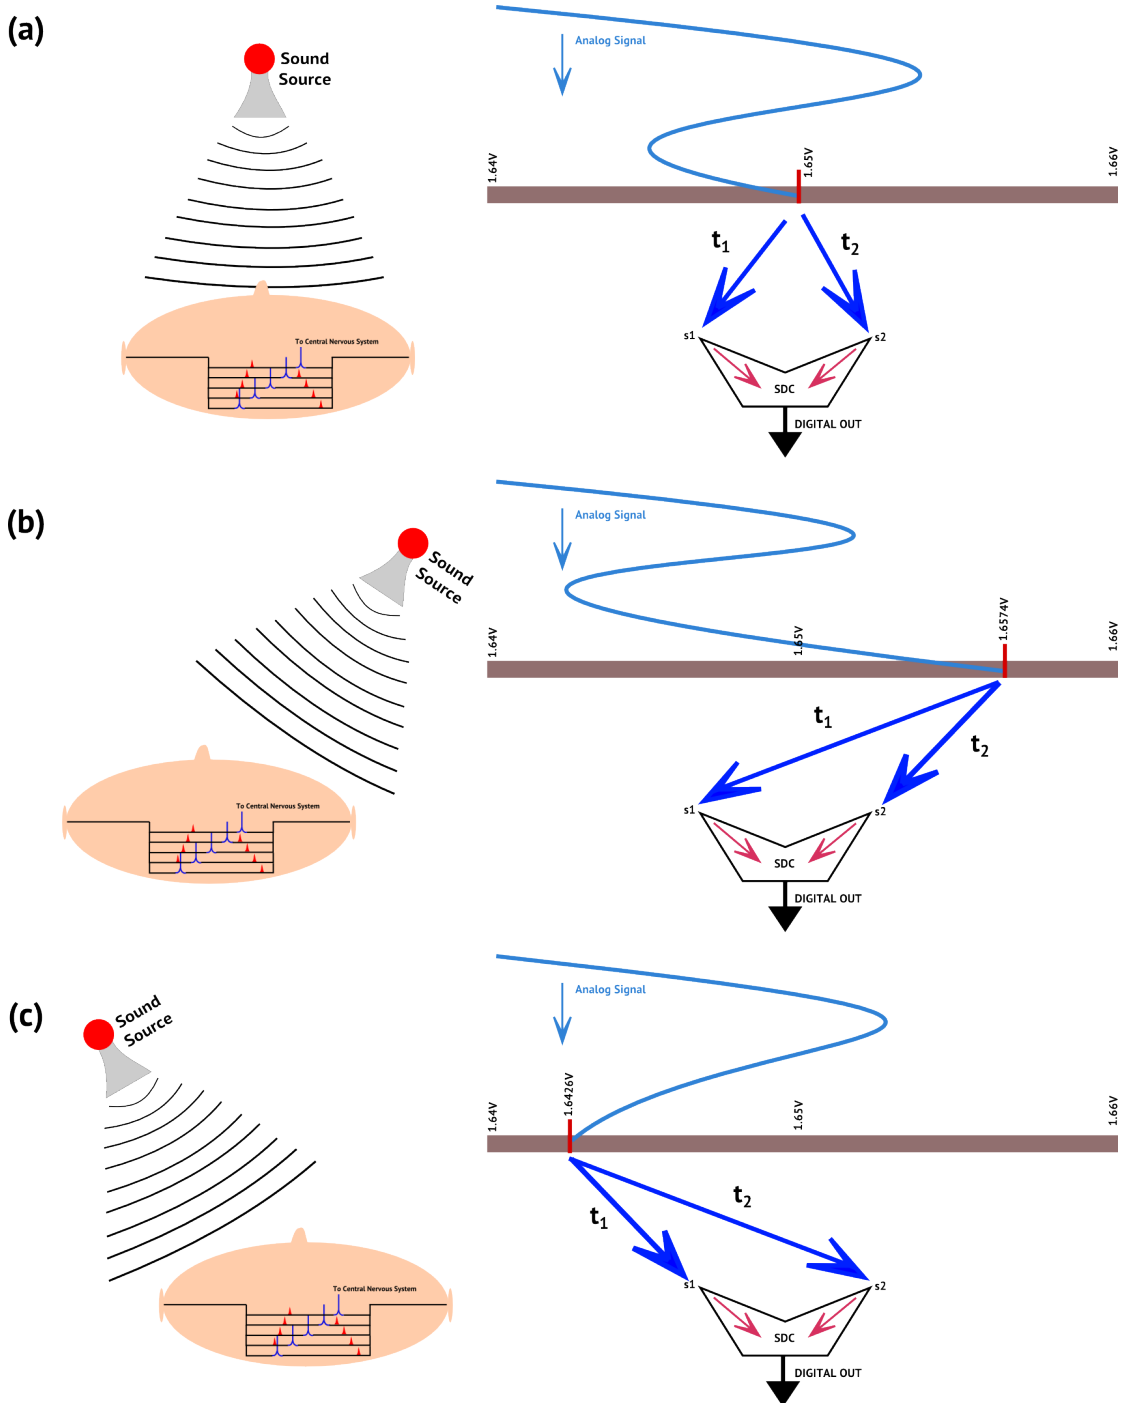 (a)
Sound
Source
To Central Nervous System
Analog Signal
1.64V
1.65V
1.66V
t1
t2
s1
s2
SDC
DIGITAL OUT
(b)
Sound
Source
To Central Nervous System
Analog Signal
1.64V
1.65V
1.6574V
1.66V
t1
t2
s1
s2
SDC
DIGITAL OUT
(c)
Sound
Source
To Central Nervous System
Analog Signal
1.64V
1.6426V
1.65V
1.66V
t1
t2
s1
s2
SDC
DIGITAL OUT